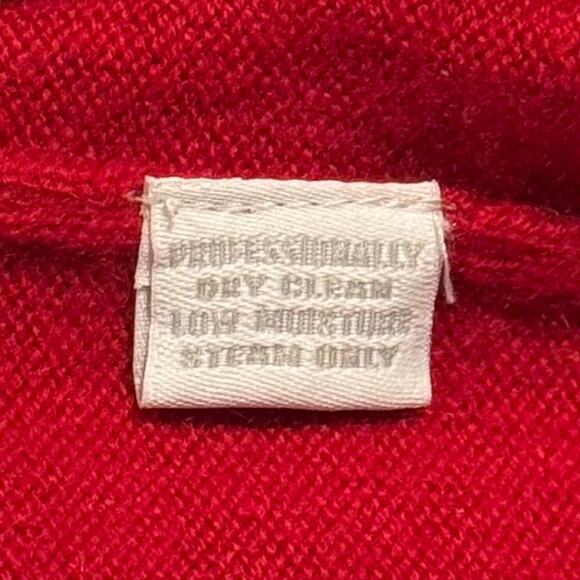 PROFESSIONALLY
DRY CLEAN
LOW MOISTURE
STEAM ONLY